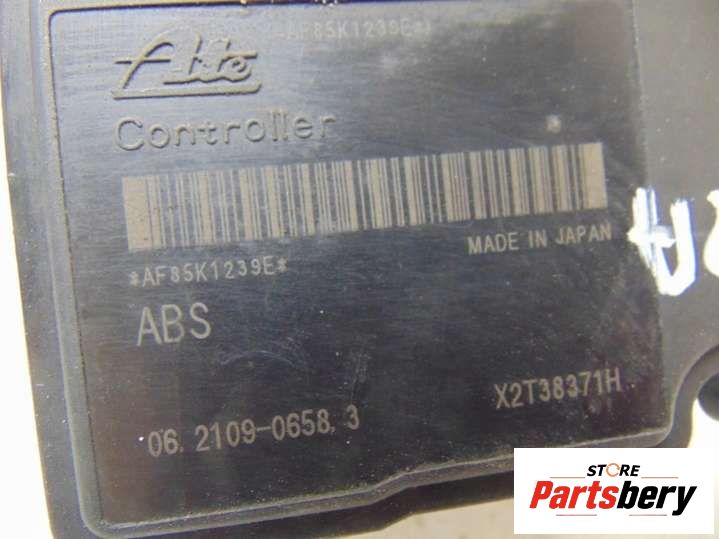 *AF85K1239E*
Ate
Controller
*AF85K1239E*
MADE IN JAPAN
ABS
X2T38371H
06.2109-0658.3
STORE
Partsbery